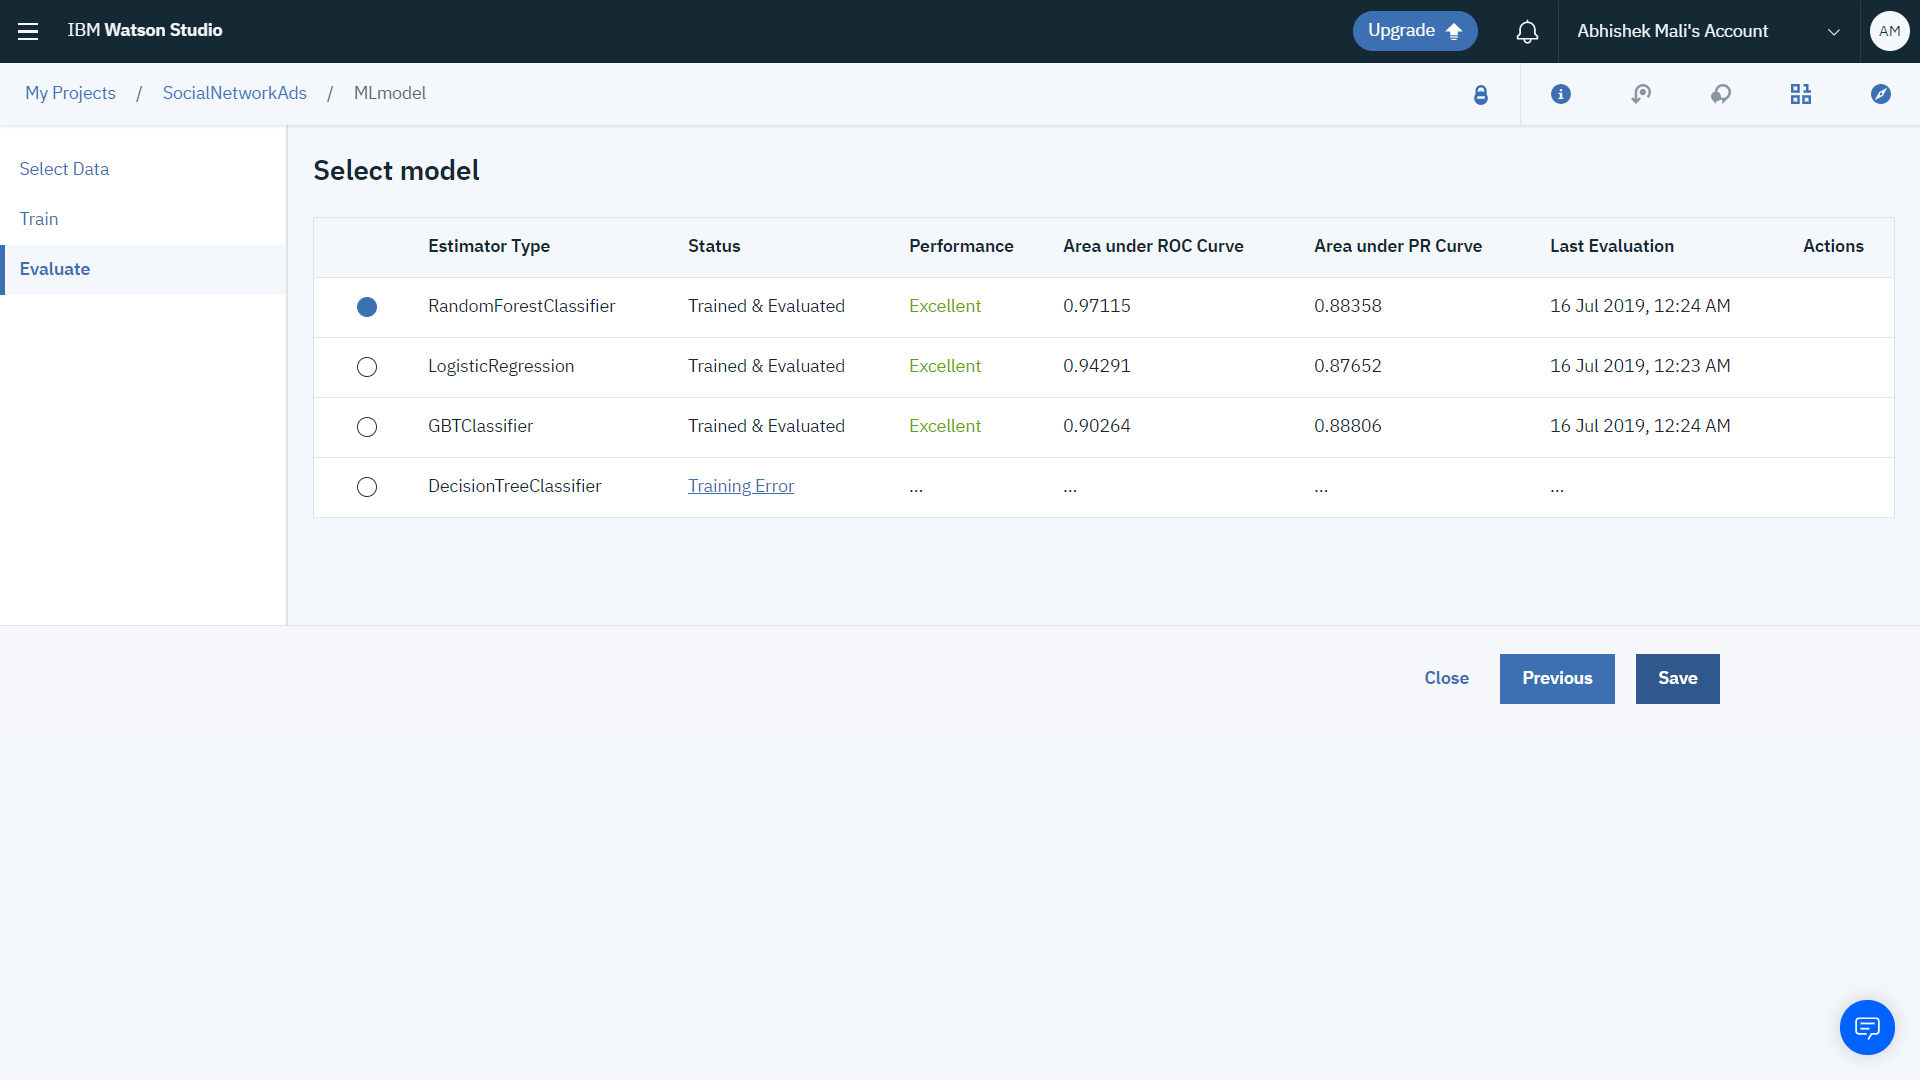 IBM Watson Studio
Upgrade
Abhishek Mali's Account
AM
My Projects / SocialNetworkAds / MLmodel
Select Data
Train
Evaluate
Select model
Estimator Type Status Performance Area under ROC Curve Area under PR Curve Last Evaluation Actions
RandomForestClassifier Trained & Evaluated Excellent 0.97115 0.88358 16 Jul 2019, 12:24 AM
LogisticRegression Trained & Evaluated Excellent 0.94291 0.87652 16 Jul 2019, 12:23 AM
GBTClassifier Trained & Evaluated Excellent 0.90264 0.88806 16 Jul 2019, 12:24 AM
DecisionTreeClassifier Training Error ... ... ... ...
Close Previous Save